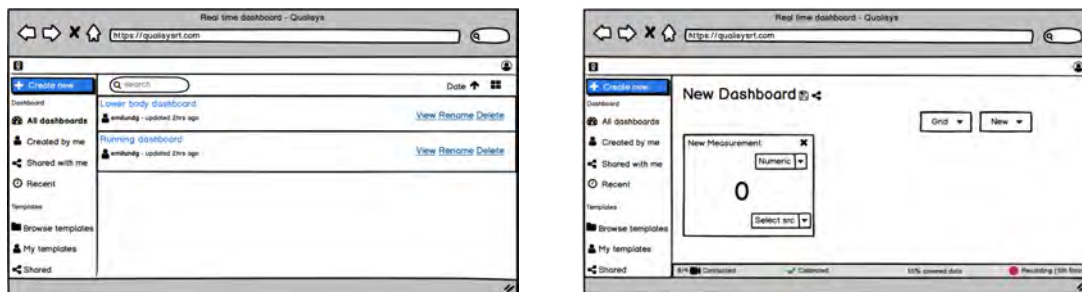 Real time dashboard - Qualisys
https://qualisysrt.com
+ Create new
search
Date
Dashboard
All dashboards
Created by me
Shared with me
Recent
Templates
Browse templates
My templates
Shared
Lower body dashboard
emilundg - updated 2hrs ago
View Rename Delete
Running dashboard
emilundg - updated 2hrs ago
View Rename Delete
Real time dashboard - Qualisys
https://qualisysrt.com
+ Create new
Dashboard
All dashboards
Created by me
Shared with me
Recent
Templates
Browse templates
My templates
Shared
New Dashboard
Grid
New
New Measurement
Numeric
0
Select src
Connected
Calibrated
covered data
Recording